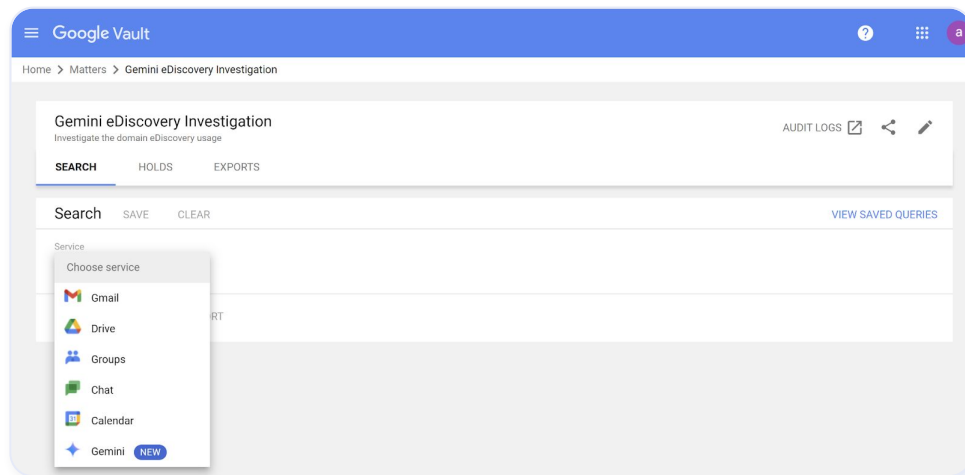 Google Vault
a
Home > Matters > Gemini eDiscovery Investigation
Gemini eDiscovery Investigation
Investigate the domain eDiscovery usage
AUDIT LOGS
SEARCH HOLDS EXPORTS
Search SAVE CLEAR
VIEW SAVED QUERIES
Service
Choose service
Gmail
RT
Drive
Groups
Chat
31 Calendar
Gemini NEW